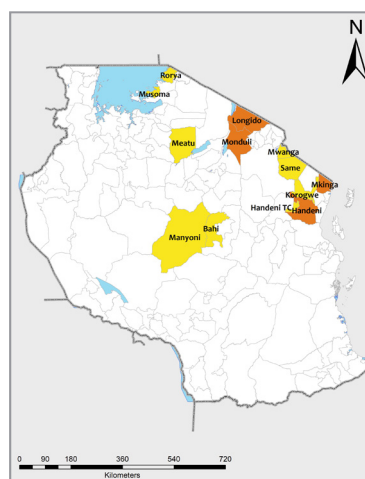 N
Rorya
Musoma
Longido
Meatu
Monduli
Mwanga
Same
Mkinga
Korogwe
Handeni TC
Handeni
Bahi
Manyoni
0 90 180 360 540 720
Kilometers